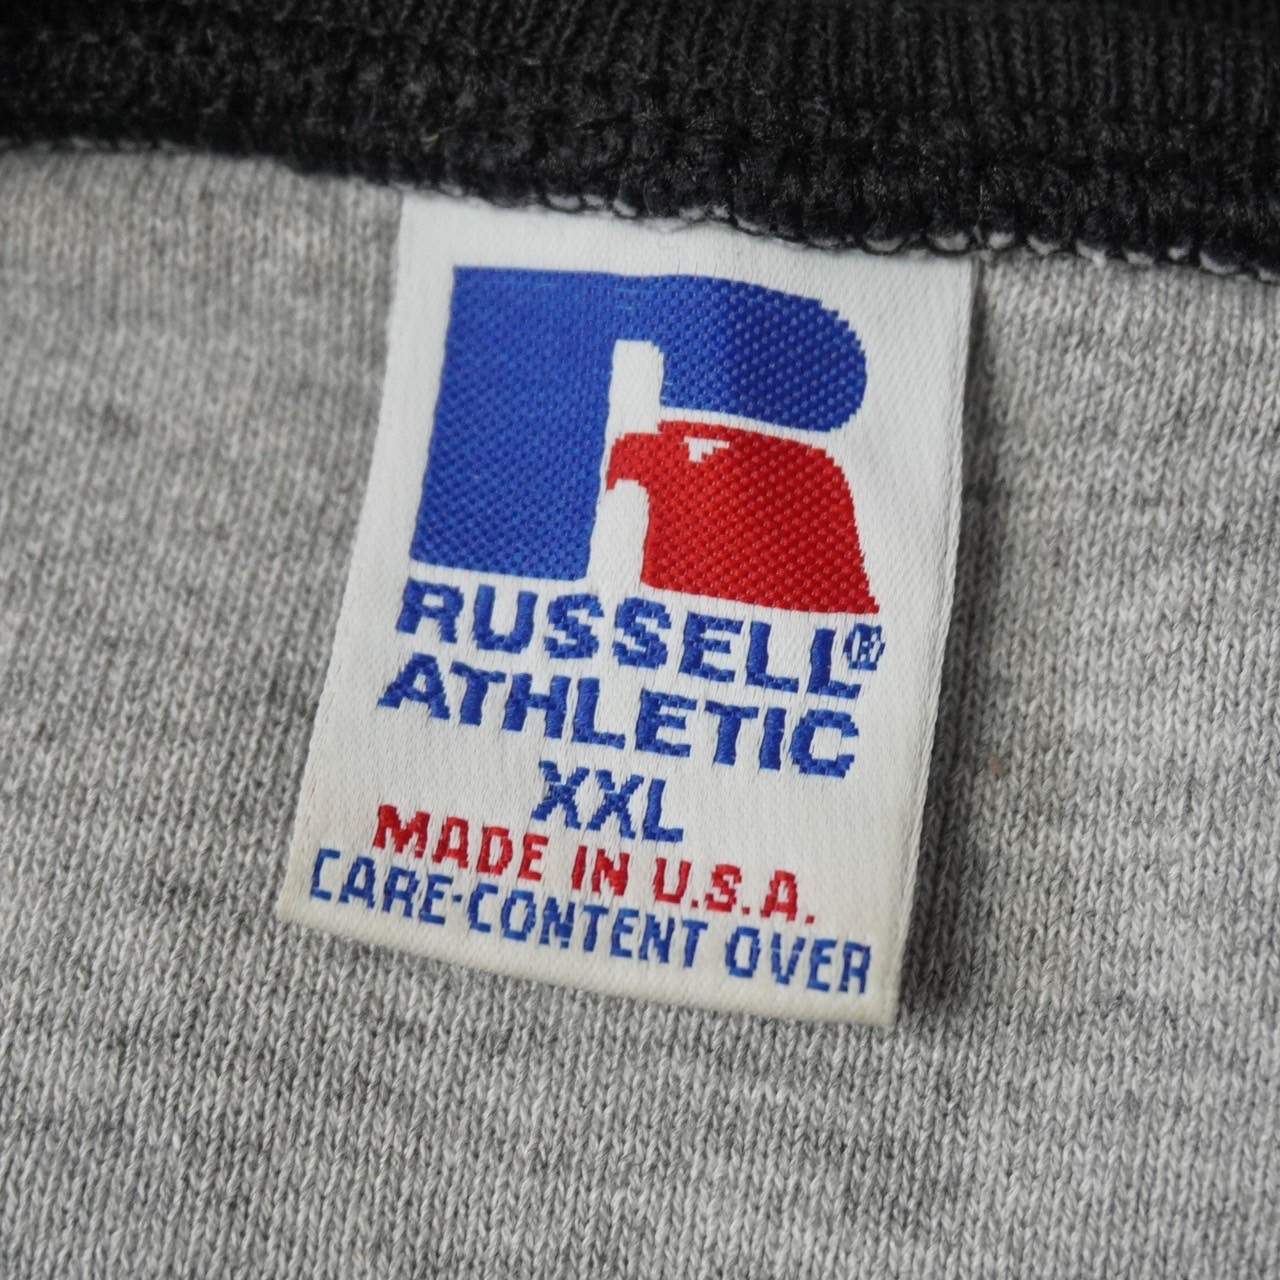 RUSSELL®
ATHLETIC
XXL
MADE IN U.S.A.
CARE-CONTENT OVER